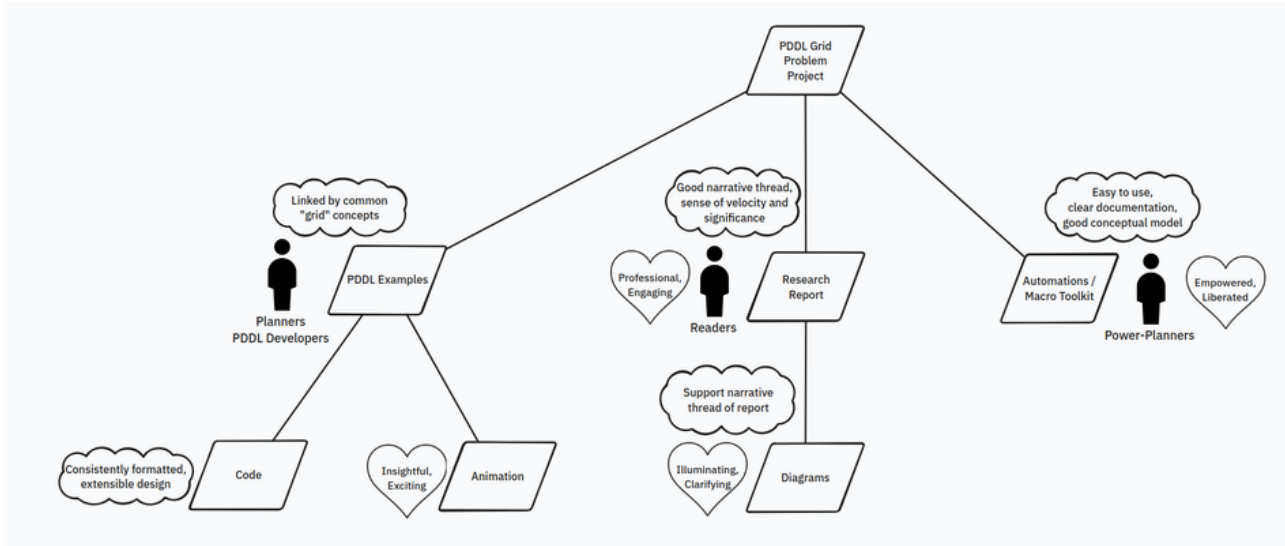 PDDL Grid
Problem
Project
Linked by common
"grid" concepts
PDDL Examples
Planners
PDDL Developers
Good narrative thread,
sense of velocity and
significance
Professional,
Engaging
Readers
Research
Report
Easy to use,
clear documentation,
good conceptual model
Automations /
Macro Toolkit
Power-Planners
Empowered,
Liberated
Consistently formatted,
extensible design
Code
Insightful,
Exciting
Animation
Support narrative
thread of report
Illuminating,
Clarifying
Diagrams